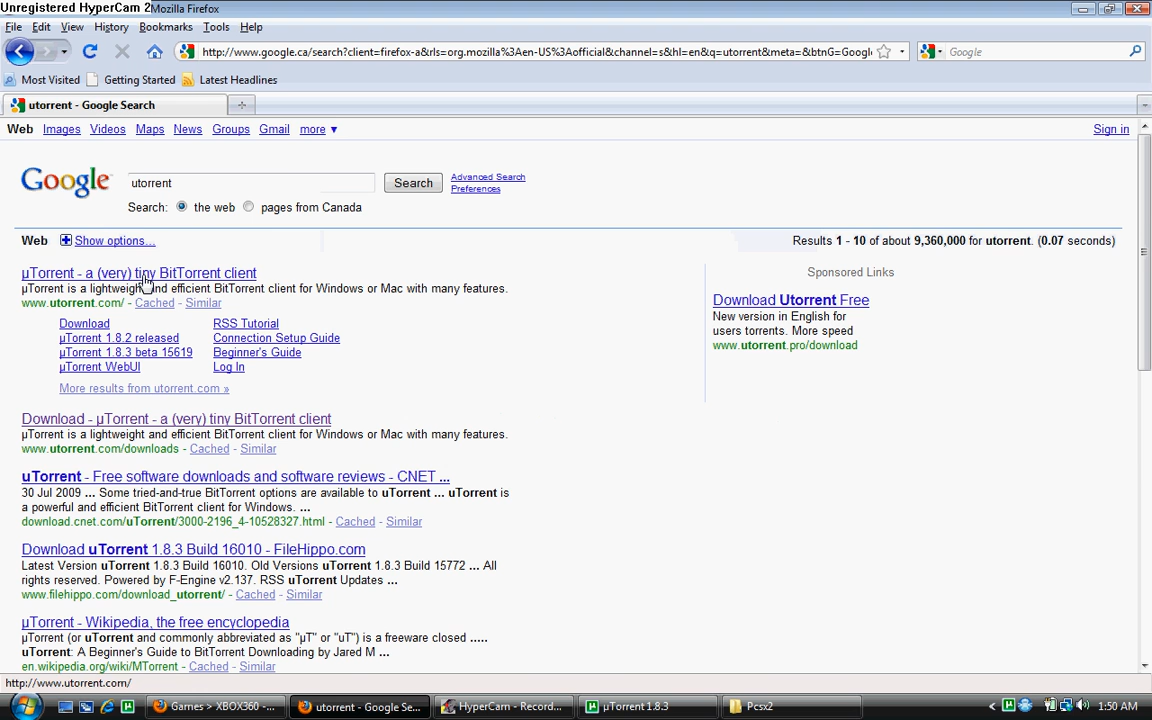 Unregistered HyperCam 2 Mozilla Firefox
File Edit View History Bookmarks Tools Help
http://www.google.ca/search?client=firefox-a&rls=org.mozilla%3Aen-US%3Aofficial&channel=s&hl=en&q=utorrent&meta=&btnG=Googl Google
Most Visited Getting Started Latest Headlines
utorrent - Google Search
Web Images Videos Maps News Groups Gmail more ▼ Sign in
Google utorrent Search Advanced Search
Preferences
Search: the web pages from Canada
Web Show options... Results 1 - 10 of about 9,360,000 for utorrent. (0.07 seconds)
µTorrent - a (very) tiny BitTorrent client
µTorrent is a lightweight and efficient BitTorrent client for Windows or Mac with many features.
www.utorrent.com/ - Cached - Similar
Download RSS Tutorial
µTorrent 1.8.2 released Connection Setup Guide
µTorrent 1.8.3 beta 15619 Beginner's Guide
µTorrent WebUI Log In
More results from utorrent.com »
Sponsored Links
Download Utorrent Free
New version in English for
users torrents. More speed
www.utorrent.pro/download
Download - µTorrent - a (very) tiny BitTorrent client
µTorrent is a lightweight and efficient BitTorrent client for Windows or Mac with many features.
www.utorrent.com/downloads - Cached - Similar
uTorrent - Free software downloads and software reviews - CNET ...
30 Jul 2009 ... Some tried-and-true BitTorrent options are available to uTorrent ... uTorrent is
a powerful and efficient BitTorrent client for Windows. ...
download.cnet.com/uTorrent/3000-2196_4-10528327.html - Cached - Similar
Download uTorrent 1.8.3 Build 16010 - FileHippo.com
Latest Version uTorrent 1.8.3 Build 16010. Old Versions uTorrent 1.8.3 Build 15772 ... All
rights reserved. Powered by F-Engine v2.137. RSS uTorrent Updates ...
www.filehippo.com/download_utorrent/ - Cached - Similar
µTorrent - Wikipedia, the free encyclopedia
µTorrent (or uTorrent and commonly abbreviated as "µT" or "uT") is a freeware closed .....
uTorrent: A Beginner's Guide to BitTorrent Downloading by Jared M ...
en.wikipedia.org/wiki/MTorrent - Cached - Similar
http://www.utorrent.com/
Games > XBOX360 -... utorrent - Google Se... HyperCam - Record... µTorrent 1.8.3 Pcsx2 1:50 AM